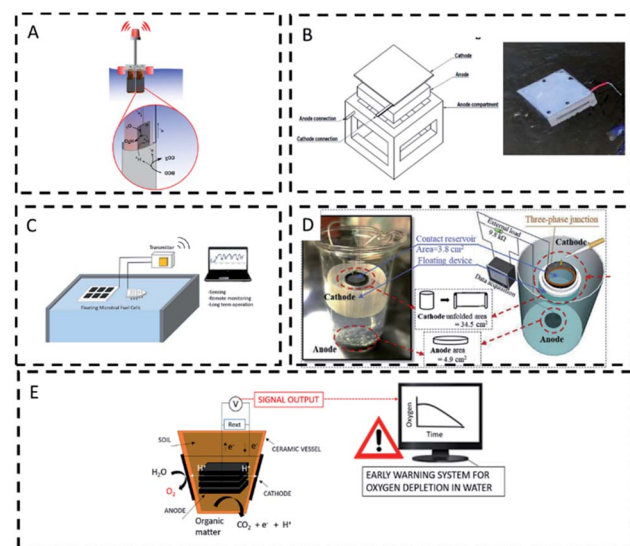 A
B
Cathode
Anode
Anode compartment
Anode connection
Cathode connection
C
Transmitter
Floating Microbial Fuel Cells
-Sensing
-Remote monitoring
-Long term operation
D
External load
9.8 kΩ
Three-phase junction
Cathode
Contact reservoir
Area=3.8 cm²
Floating device
Data acquisition
Cathode
Cathode unfolded area
= 34.5 cm²
Anode
Anode area
= 4.9 cm²
Anode
E
V
SIGNAL OUTPUT
Rext
SOIL
e⁻
e⁻
CERAMIC VESSEL
H⁺
H⁺
H₂O
O₂
CATHODE
ANODE
Organic
matter
CO₂ + e⁻ + H⁺
Oxygen
Time
EARLY WARNING SYSTEM FOR
OXYGEN DEPLETION IN WATER